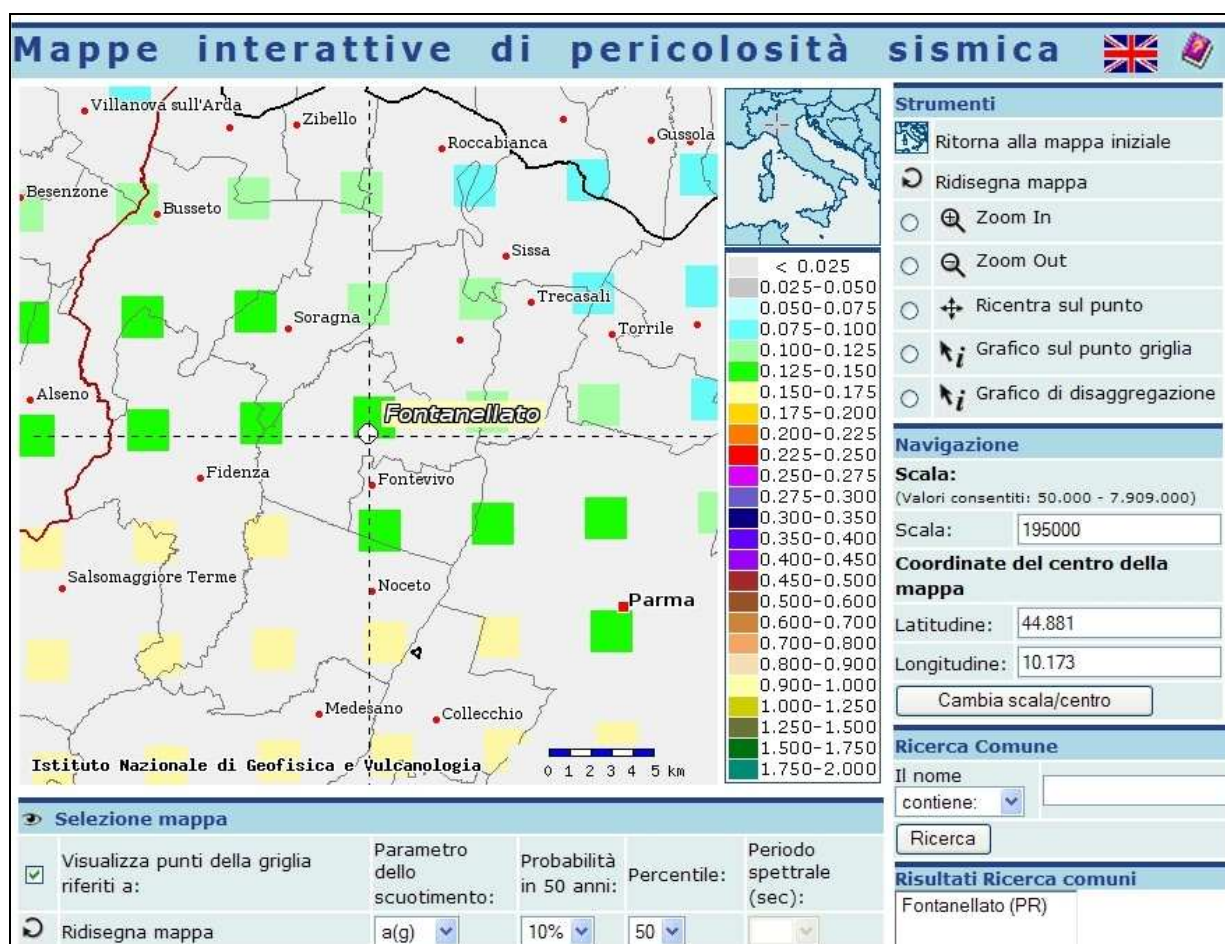 Mappe interattive di pericolosità sismica
Villanova sull'Arda
Zibello
Roccabianca
Gussola
Besenzone
Busseto
Sissa
Trecasali
Soragna
Torrile
Alseno
Fontanellato
Fidenza
Fontevivo
Salsomaggiore Terme
Noceto
Parma
Medesano
Collecchio
Istituto Nazionale di Geofisica e Vulcanologia
0 1 2 3 4 5 km
< 0.025
0.025-0.050
0.050-0.075
0.075-0.100
0.100-0.125
0.125-0.150
0.150-0.175
0.175-0.200
0.200-0.225
0.225-0.250
0.250-0.275
0.275-0.300
0.300-0.350
0.350-0.400
0.400-0.450
0.450-0.500
0.500-0.600
0.600-0.700
0.700-0.800
0.800-0.900
0.900-1.000
1.000-1.250
1.250-1.500
1.500-1.750
1.750-2.000
Strumenti
Ritorna alla mappa iniziale
Ridisegna mappa
Zoom In
Zoom Out
Ricentra sul punto
Grafico sul punto griglia
Grafico di disaggregazione
Navigazione
Scala:
(Valori consentiti: 50.000 - 7.909.000)
Scala: 195000
Coordinate del centro della
mappa
Latitudine: 44.881
Longitudine: 10.173
Cambia scala/centro
Ricerca Comune
Il nome
contiene:
Ricerca
Risultati Ricerca comuni
Fontanellato (PR)
Selezione mappa
Visualizza punti della griglia
riferiti a:
Parametro
dello
scuotimento:
Probabilità
in 50 anni:
Percentile:
Periodo
spettrale
(sec):
Ridisegna mappa
a(g)
10%
50